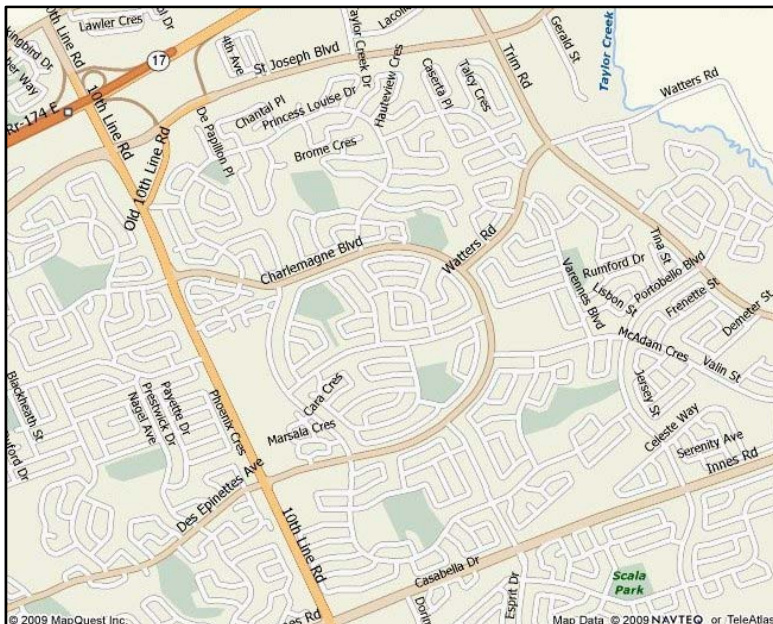 Lawler Cres
10th Line Rd
17
4th Ave
St Joseph Blvd
Taylor Creek Dr
Hauteview Cres
Caserta Pl
Talcy Cres
Trim Rd
Gerald St
Taylor Creek
Watters Rd
Rr-174 E
10th Line Rd
Old 10th Line Rd
De Papillon Pl
Chantal Pl
Princess Louise Dr
Brome Cres
Charlemagne Blvd
Watters Rd
Varennes Blvd
Rumford Dr
Lisbon St
Tina St
Portobello Blvd
Frenette St
Demeter St
McAdam Cres
Valin St
Jersey St
Celeste Way
Serenity Ave
Innes Rd
Blackheath St
Payette Dr
Prestwick Dr
Nagel Ave
Phoenix Cres
Cara Cres
Marsala Cres
Des Epinettes Ave
10th Line Rd
Casabella Dr
Esprit Dr
Scala
Park
© 2009 MapQuest Inc.
Map Data © 2009 NAVTEQ or TeleAtlas